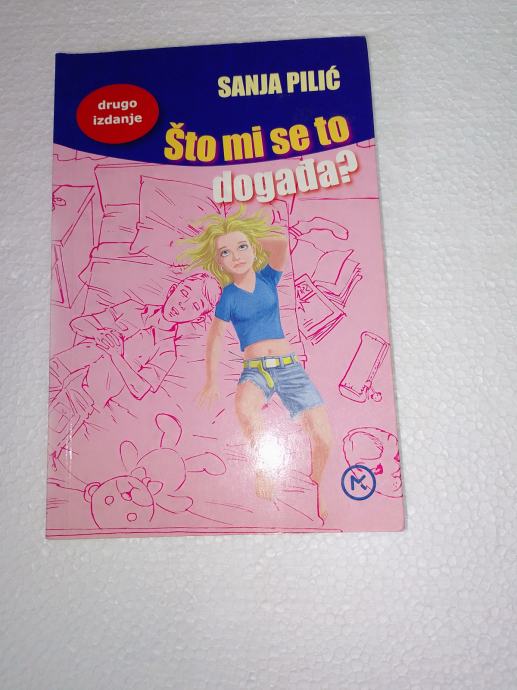 SANJA PILIĆ
drugo
izdanje
Što mi se to
događa?